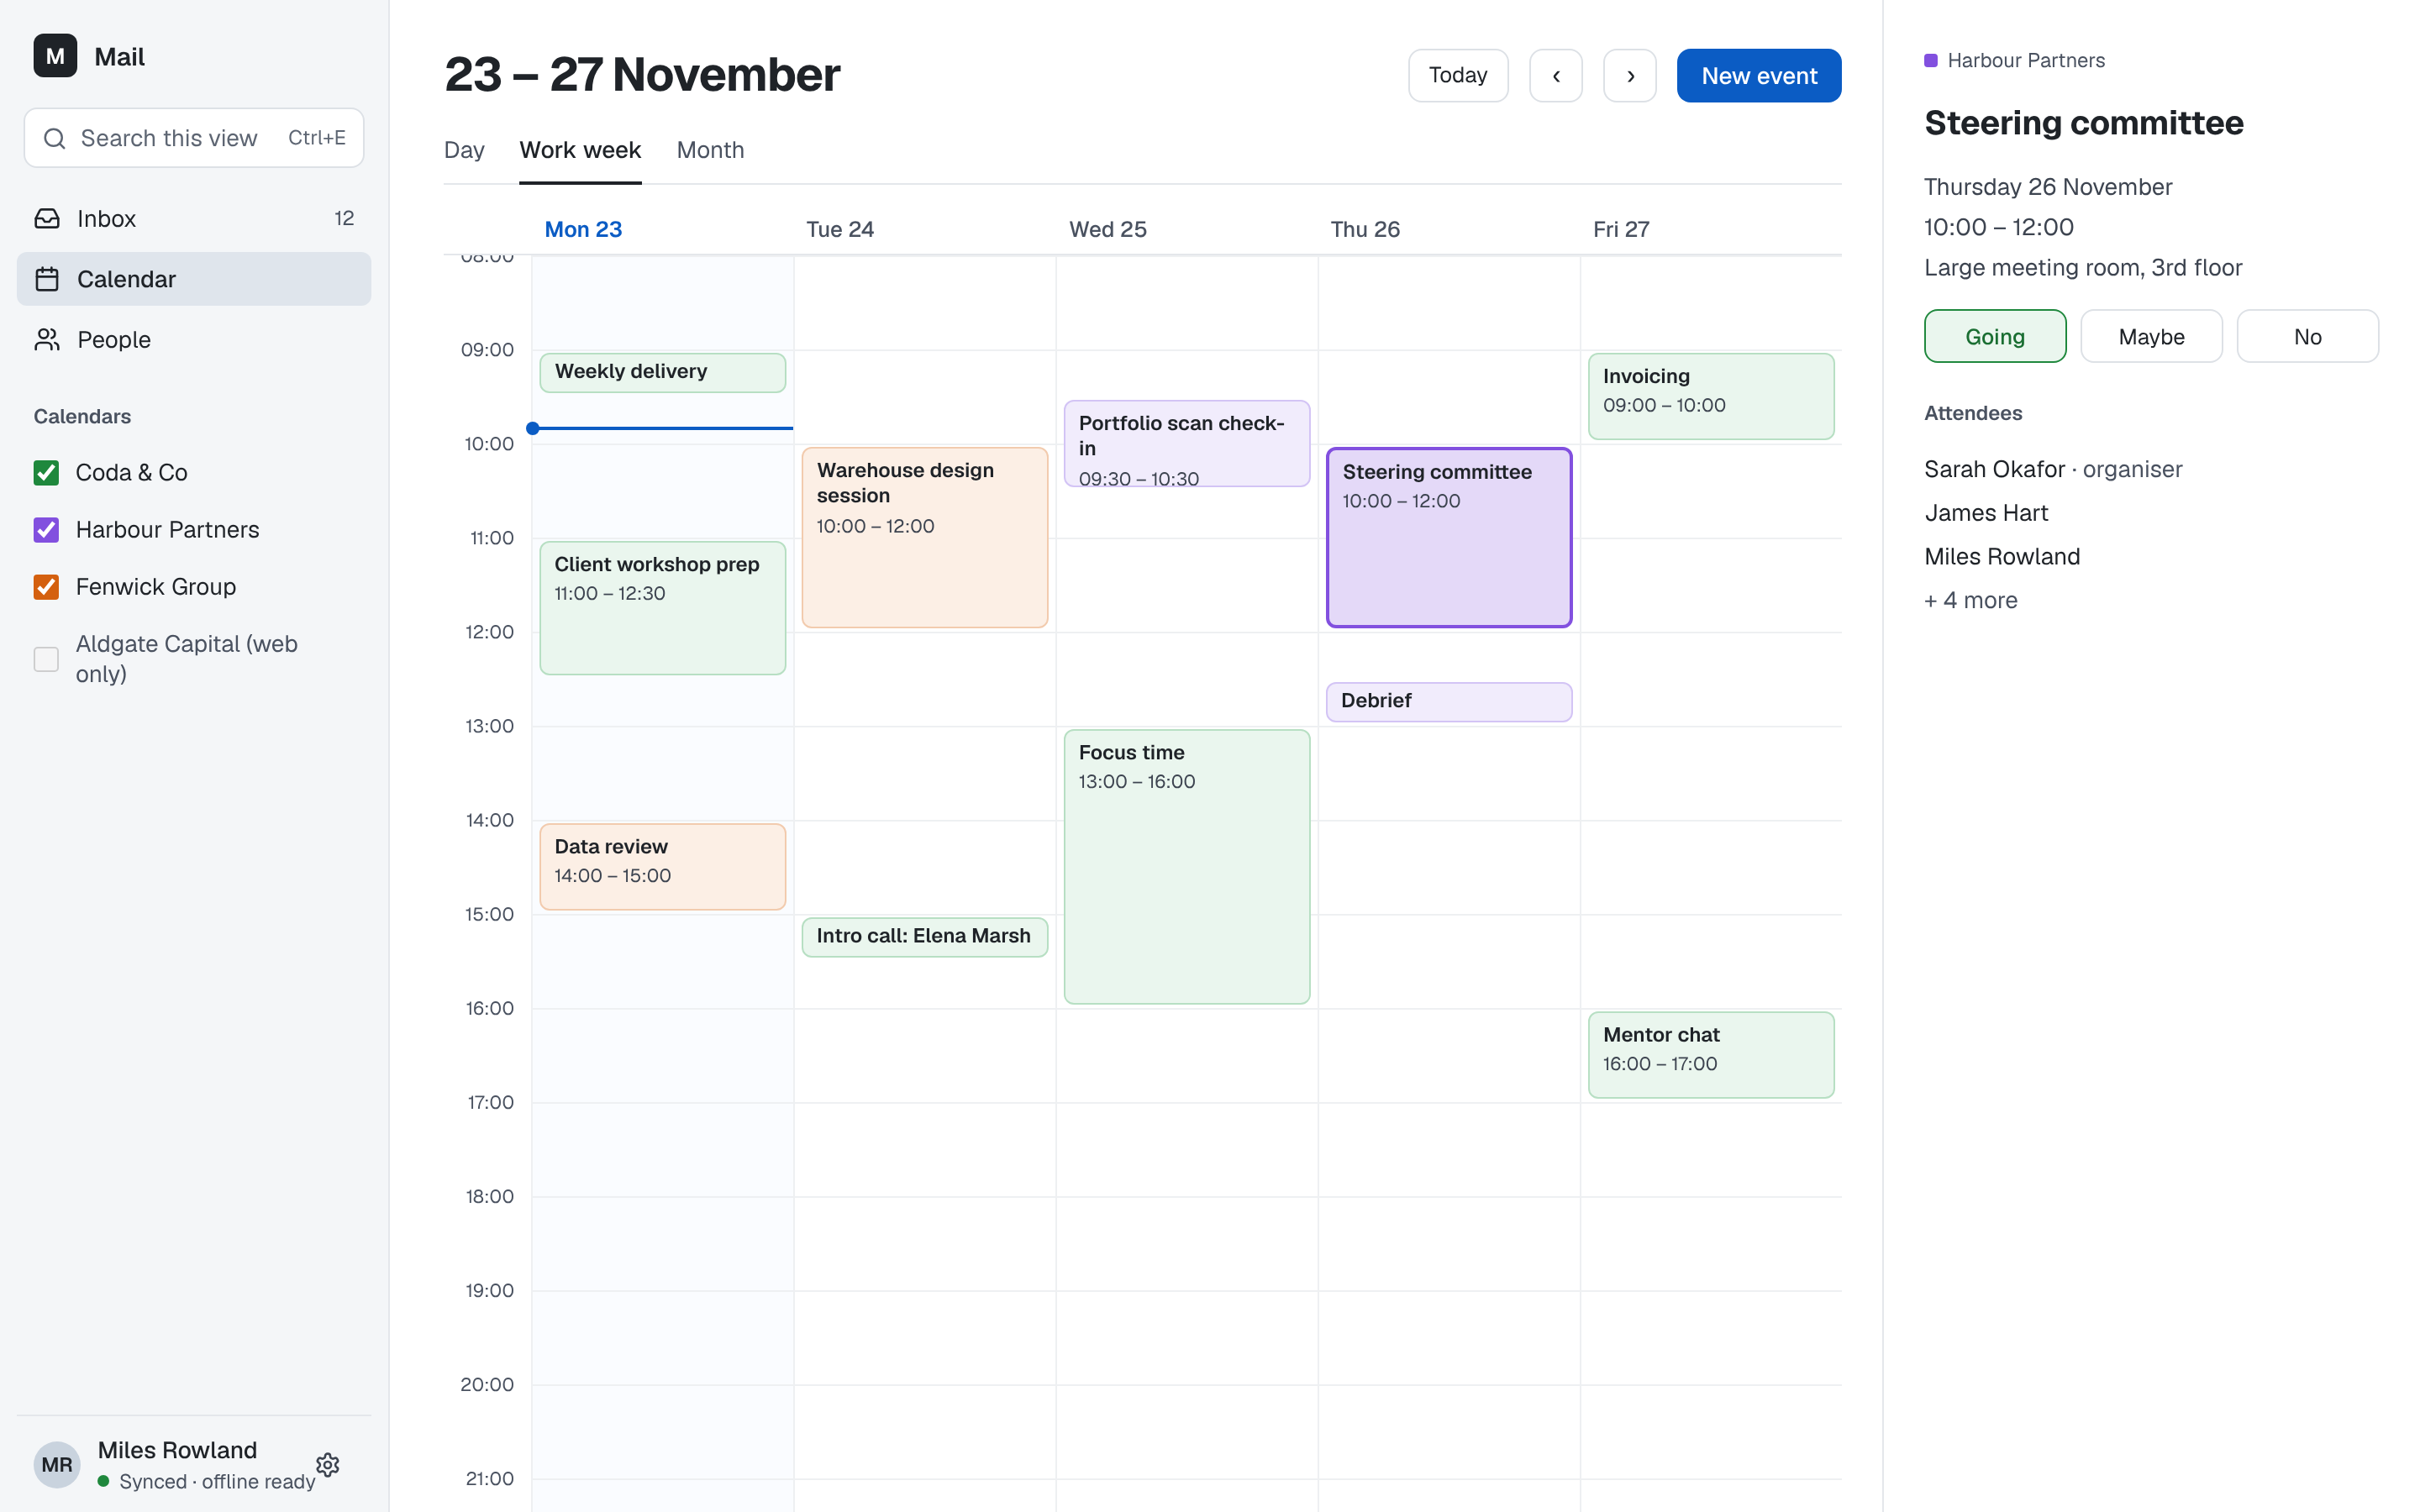 M Mail
Search this view Ctrl+E
Inbox 12
Calendar
People
Calendars
Coda & Co
Harbour Partners
Fenwick Group
Aldgate Capital (web
only)
MR
Miles Rowland
Synced · offline ready
23 – 27 November
Today ‹ › New event
Day Work week Month
Mon 23 Tue 24 Wed 25 Thu 26 Fri 27
08:00
09:00
10:00
11:00
12:00
13:00
14:00
15:00
16:00
17:00
18:00
19:00
20:00
21:00
Weekly delivery
Client workshop prep
11:00 – 12:30
Data review
14:00 – 15:00
Warehouse design
session
10:00 – 12:00
Intro call: Elena Marsh
Portfolio scan check-
in
09:30 – 10:30
Focus time
13:00 – 16:00
Steering committee
10:00 – 12:00
Debrief
Invoicing
09:00 – 10:00
Mentor chat
16:00 – 17:00
Harbour Partners
Steering committee
Thursday 26 November
10:00 – 12:00
Large meeting room, 3rd floor
Going Maybe No
Attendees
Sarah Okafor · organiser
James Hart
Miles Rowland
+ 4 more